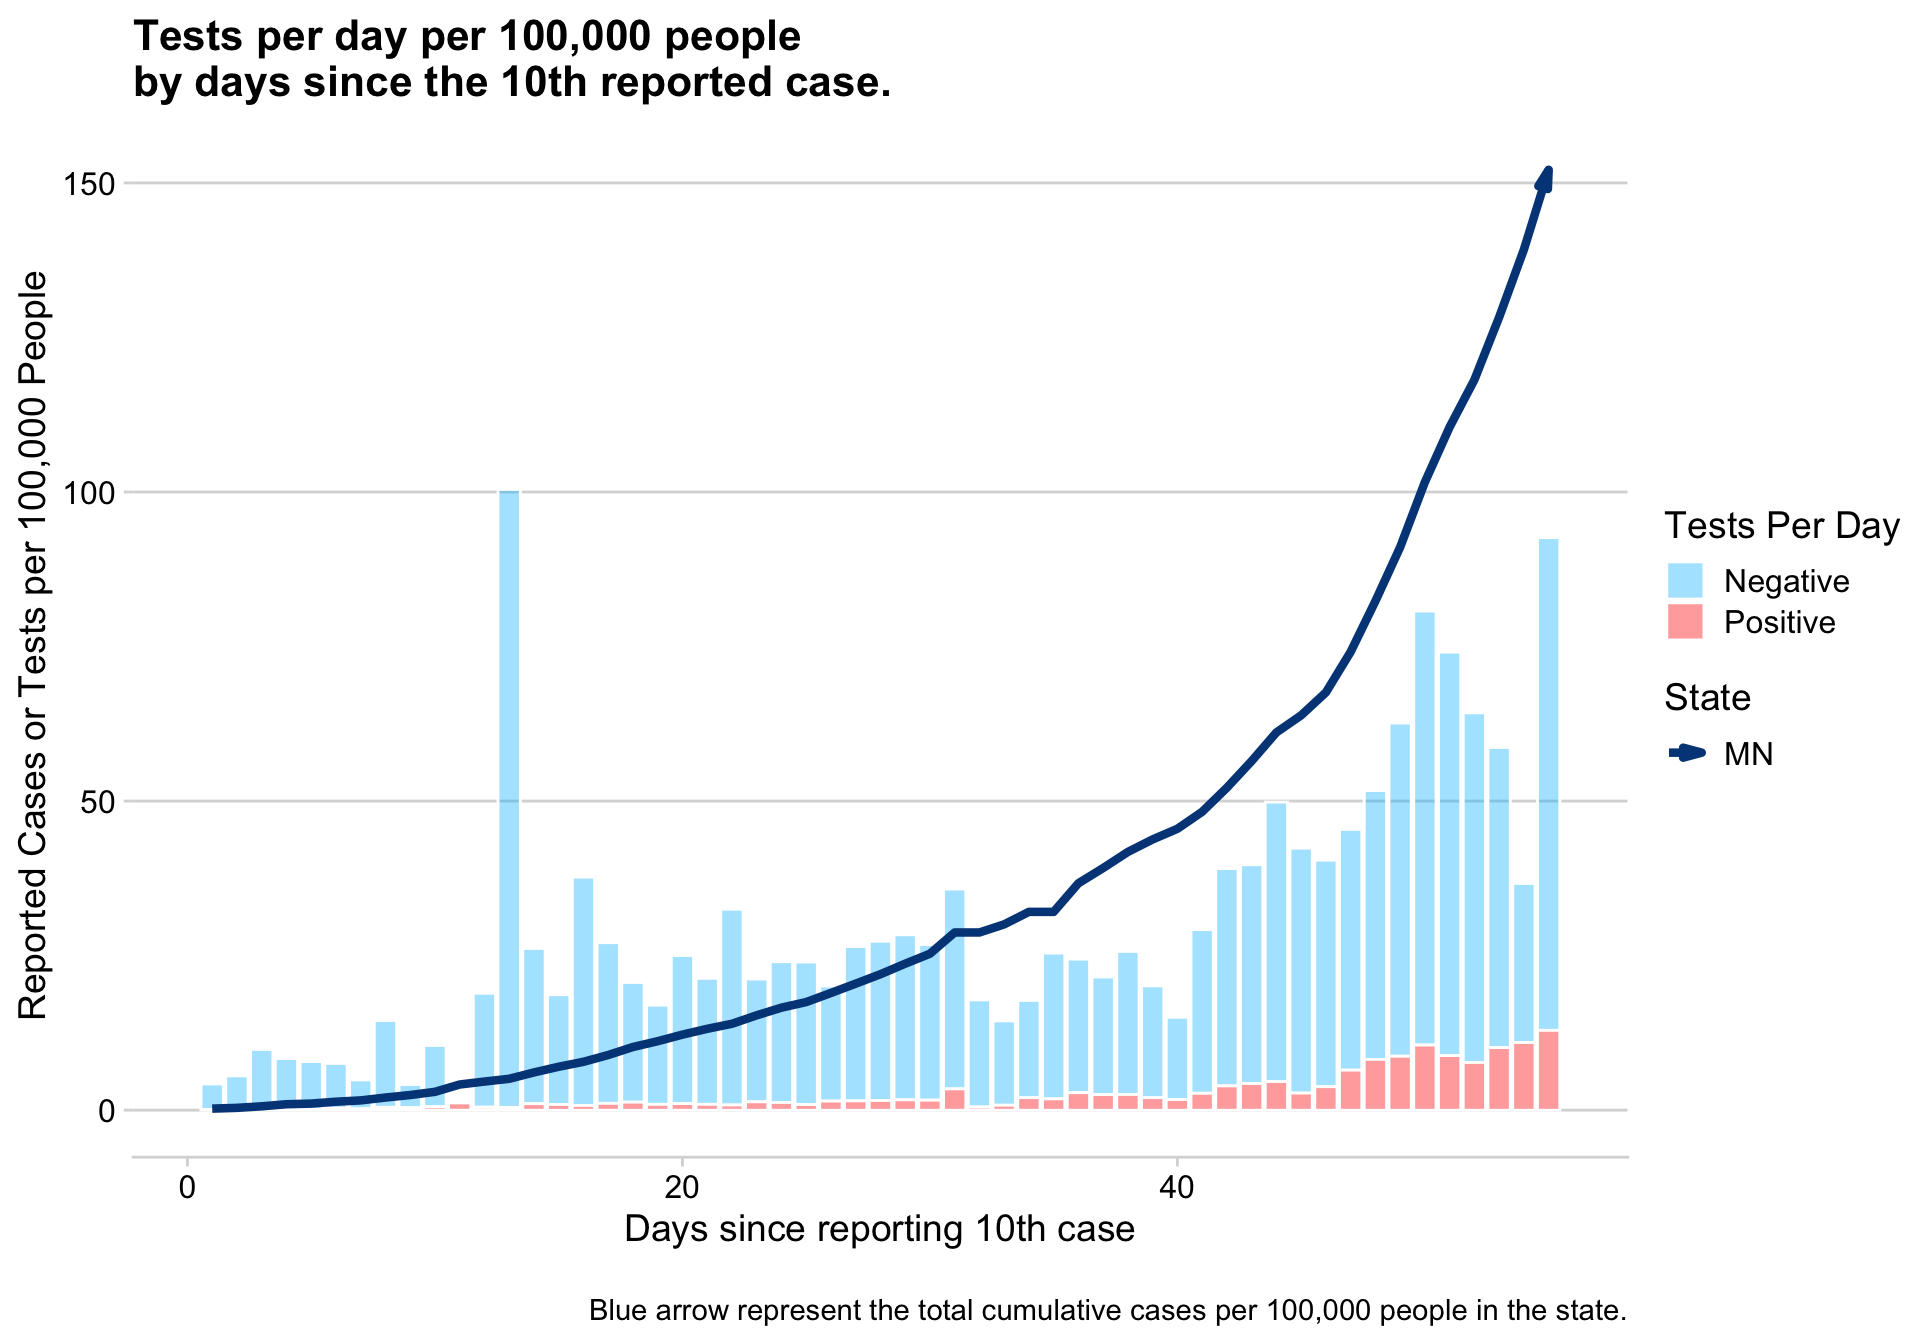 Tests per day per 100,000 people
by days since the 10th reported case.
Reported Cases or Tests per 100,000 People
150
100
50
0
0 20 40
Days since reporting 10th case
Tests Per Day
Negative
Positive
State
MN
Blue arrow represent the total cumulative cases per 100,000 people in the state.